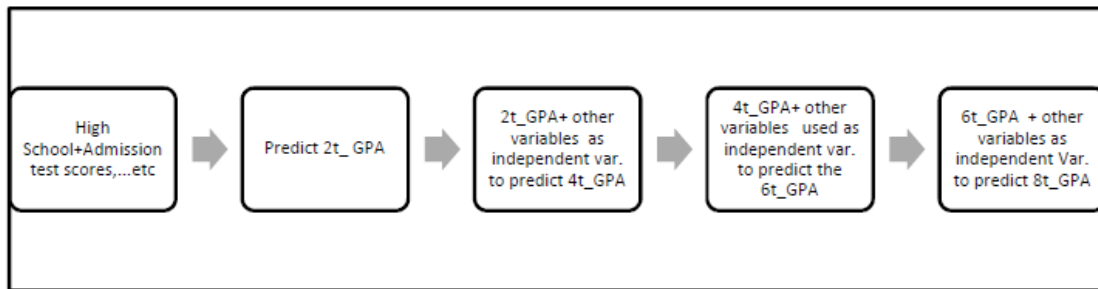 High
School+Admission
test scores,...etc
Predict 2t_ GPA
2t_GPA+ other
variables as
independent var.
to predict 4t_GPA
4t_GPA+ other
variables used as
independent var.
to predict the
6t_GPA
6t_GPA + other
variables as
independent Var.
to predict 8t_GPA